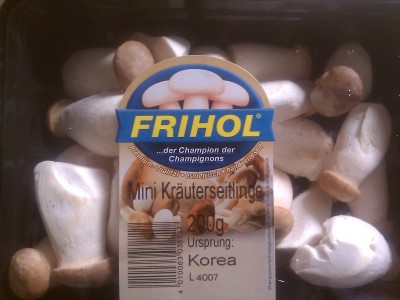 FRIHOL®
...der Champion der
Champignons
Mini Kräuterseitlinge
200g
Ursprung:
Korea
L 4007